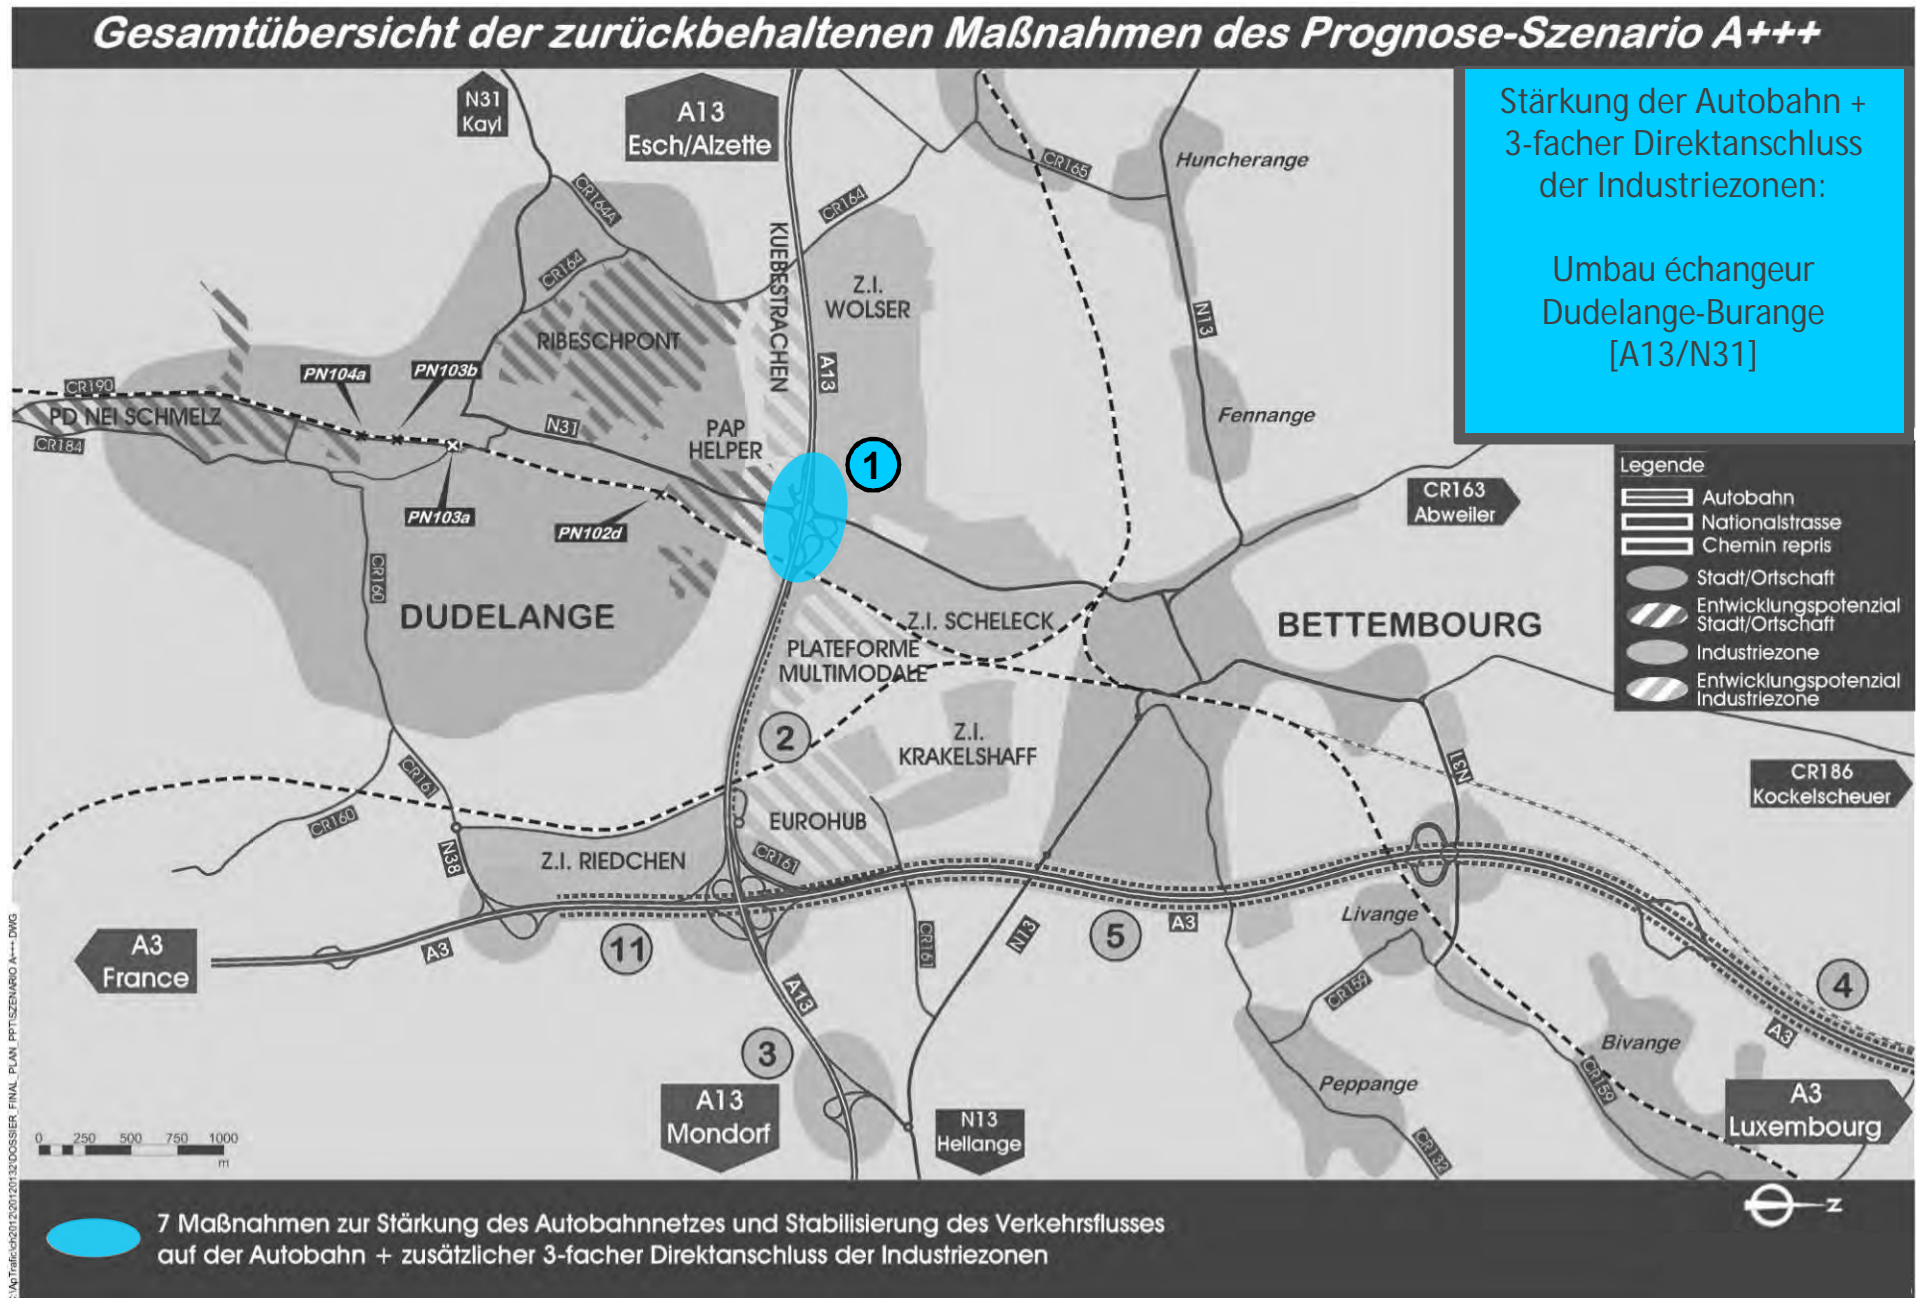 Gesamtübersicht der zurückbehaltenen Maßnahmen des Prognose-Szenario A+++
Stärkung der Autobahn +
3-facher Direktanschluss
der Industriezonen:
Umbau échangeur
Dudelange-Burange
[A13/N31]
N31
Kayl
A13
Esch/Alzette
CR164A
CR164
CR164
CR165
Huncherange
KUEBESTRACHEN
Z.I.
WOLSER
A13
N13
RIBESCHPONT
PN104a
PN103b
CR190
PD NEI SCHMELZ
CR184
N31
PAP
HELPER
Fennange
1
PN103a
PN102d
CR163
Abweiler
Legende
Autobahn
Nationalstrasse
Chemin repris
Stadt/Ortschaft
Entwicklungspotenzial
Stadt/Ortschaft
Industriezone
Entwicklungspotenzial
Industriezone
CR160
DUDELANGE
Z.I. SCHELECK
BETTEMBOURG
PLATEFORME
MULTIMODALE
2
Z.I.
KRAKELSHAFF
N31
CR186
Kockelscheuer
CR161
CR160
N38
EUROHUB
CR161
Z.I. RIEDCHEN
A3
France
A3
11
CR161
N13
5
A3
Livange
4
A3
A13
CR159
3
Bivange
Peppange
CR159
CR132
A13
Mondorf
N13
Hellange
A3
Luxembourg
0 250 500 750 1000
m
Z
7 Maßnahmen zur Stärkung des Autobahnnetzes und Stabilisierung des Verkehrsflusses
auf der Autobahn + zusätzlicher 3-facher Direktanschluss der Industriezonen